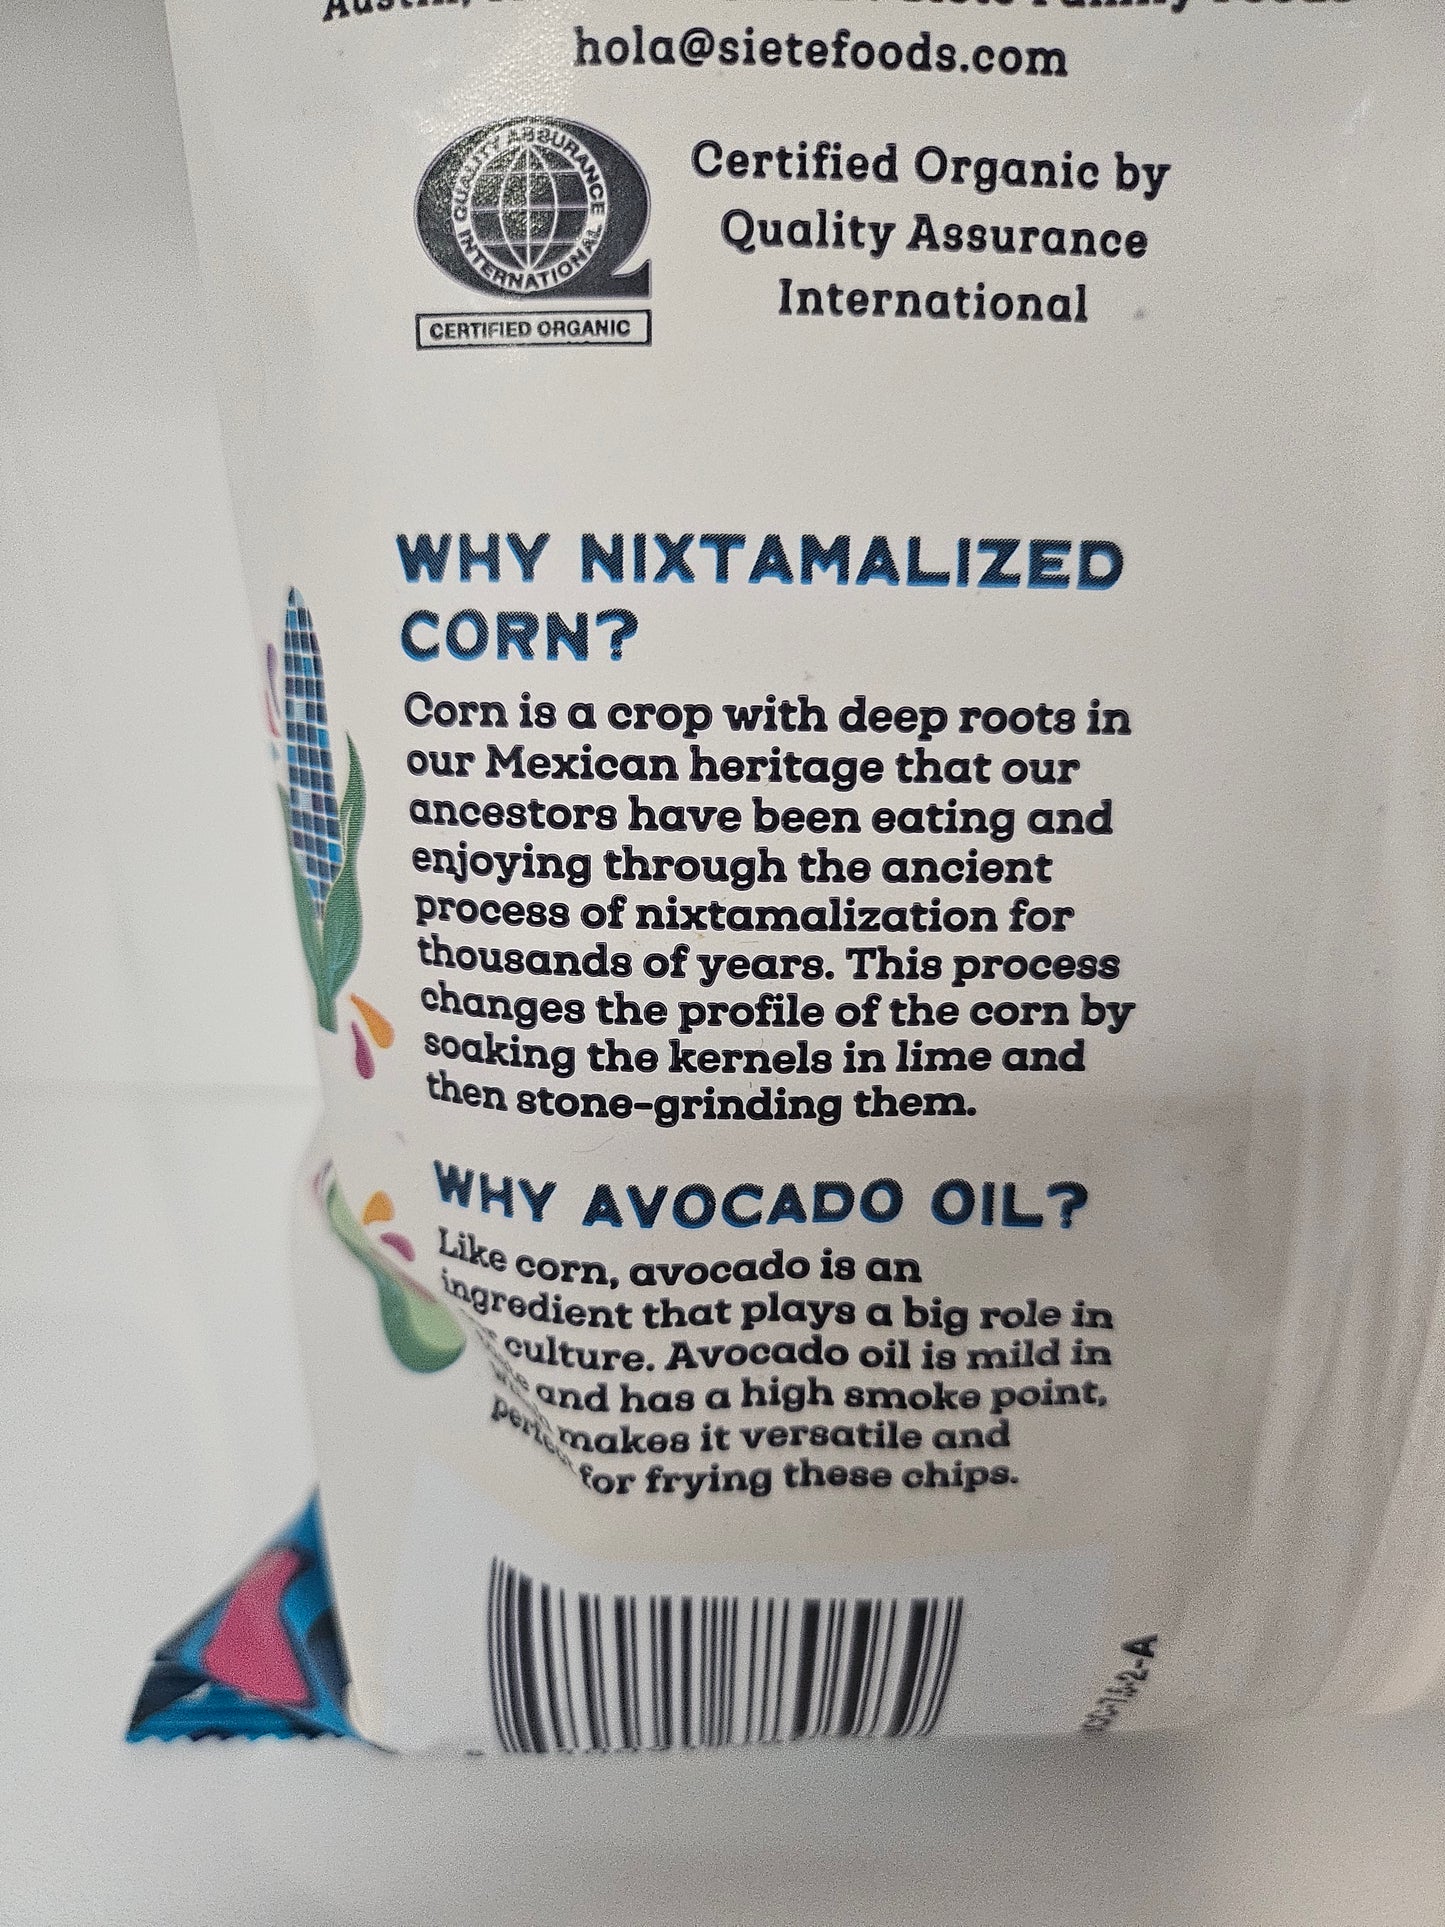 hola@sietefoods.com
QUALITY ASSURANCE
INTERNATIONAL
CERTIFIED ORGANIC
Certified Organic by
Quality Assurance
International
WHY NIXTAMALIZED
CORN?
Corn is a crop with deep roots in
our Mexican heritage that our
ancestors have been eating and
enjoying through the ancient
process of nixtamalization for
thousands of years. This process
changes the profile of the corn by
soaking the kernels in lime and
then stone-grinding them.
WHY AVOCADO OIL?
Like corn, avocado is an
ingredient that plays a big role in
culture. Avocado oil is mild in
and has a high smoke point,
makes it versatile and
for frying these chips.